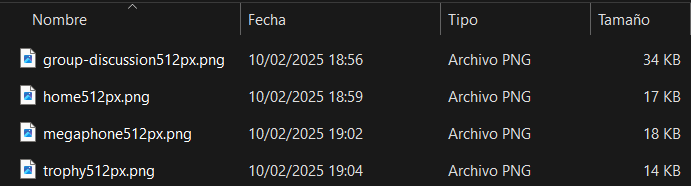 Nombre Fecha Tipo Tamaño
group-discussion512px.png 10/02/2025 18:56 Archivo PNG 34 KB
home512px.png 10/02/2025 18:59 Archivo PNG 17 KB
megaphone512px.png 10/02/2025 19:02 Archivo PNG 18 KB
trophy512px.png 10/02/2025 19:04 Archivo PNG 14 KB